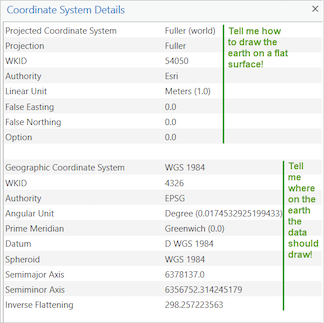 Coordinate System Details
Projected Coordinate System Fuller (world)
Projection Fuller
WKID 54050
Authority Esri
Linear Unit Meters (1.0)
False Easting 0.0
False Northing 0.0
Option 0.0
Tell me how
to draw the
earth on a flat
surface!
Geographic Coordinate System WGS 1984
WKID 4326
Authority EPSG
Angular Unit Degree (0.0174532925199433)
Prime Meridian Greenwich (0.0)
Datum D WGS 1984
Spheroid WGS 1984
Semimajor Axis 6378137.0
Semiminor Axis 6356752.314245179
Inverse Flattening 298.257223563
Tell
me
where
on the
earth
the
data
should
draw!